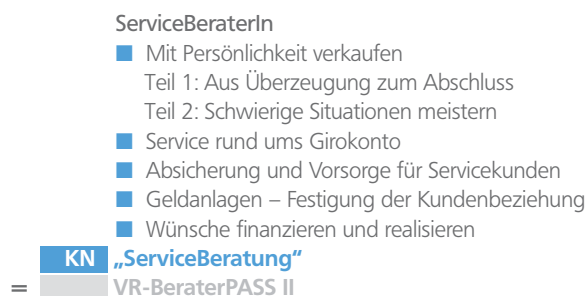 ServiceBeraterIn
■ Mit Persönlichkeit verkaufen
Teil 1: Aus Überzeugung zum Abschluss
Teil 2: Schwierige Situationen meistern
■ Service rund ums Girokonto
■ Absicherung und Vorsorge für Servicekunden
■ Geldanlagen – Festigung der Kundenbeziehung
■ Wünsche finanzieren und realisieren
KN „ServiceBeratung“
= VR-BeraterPASS II